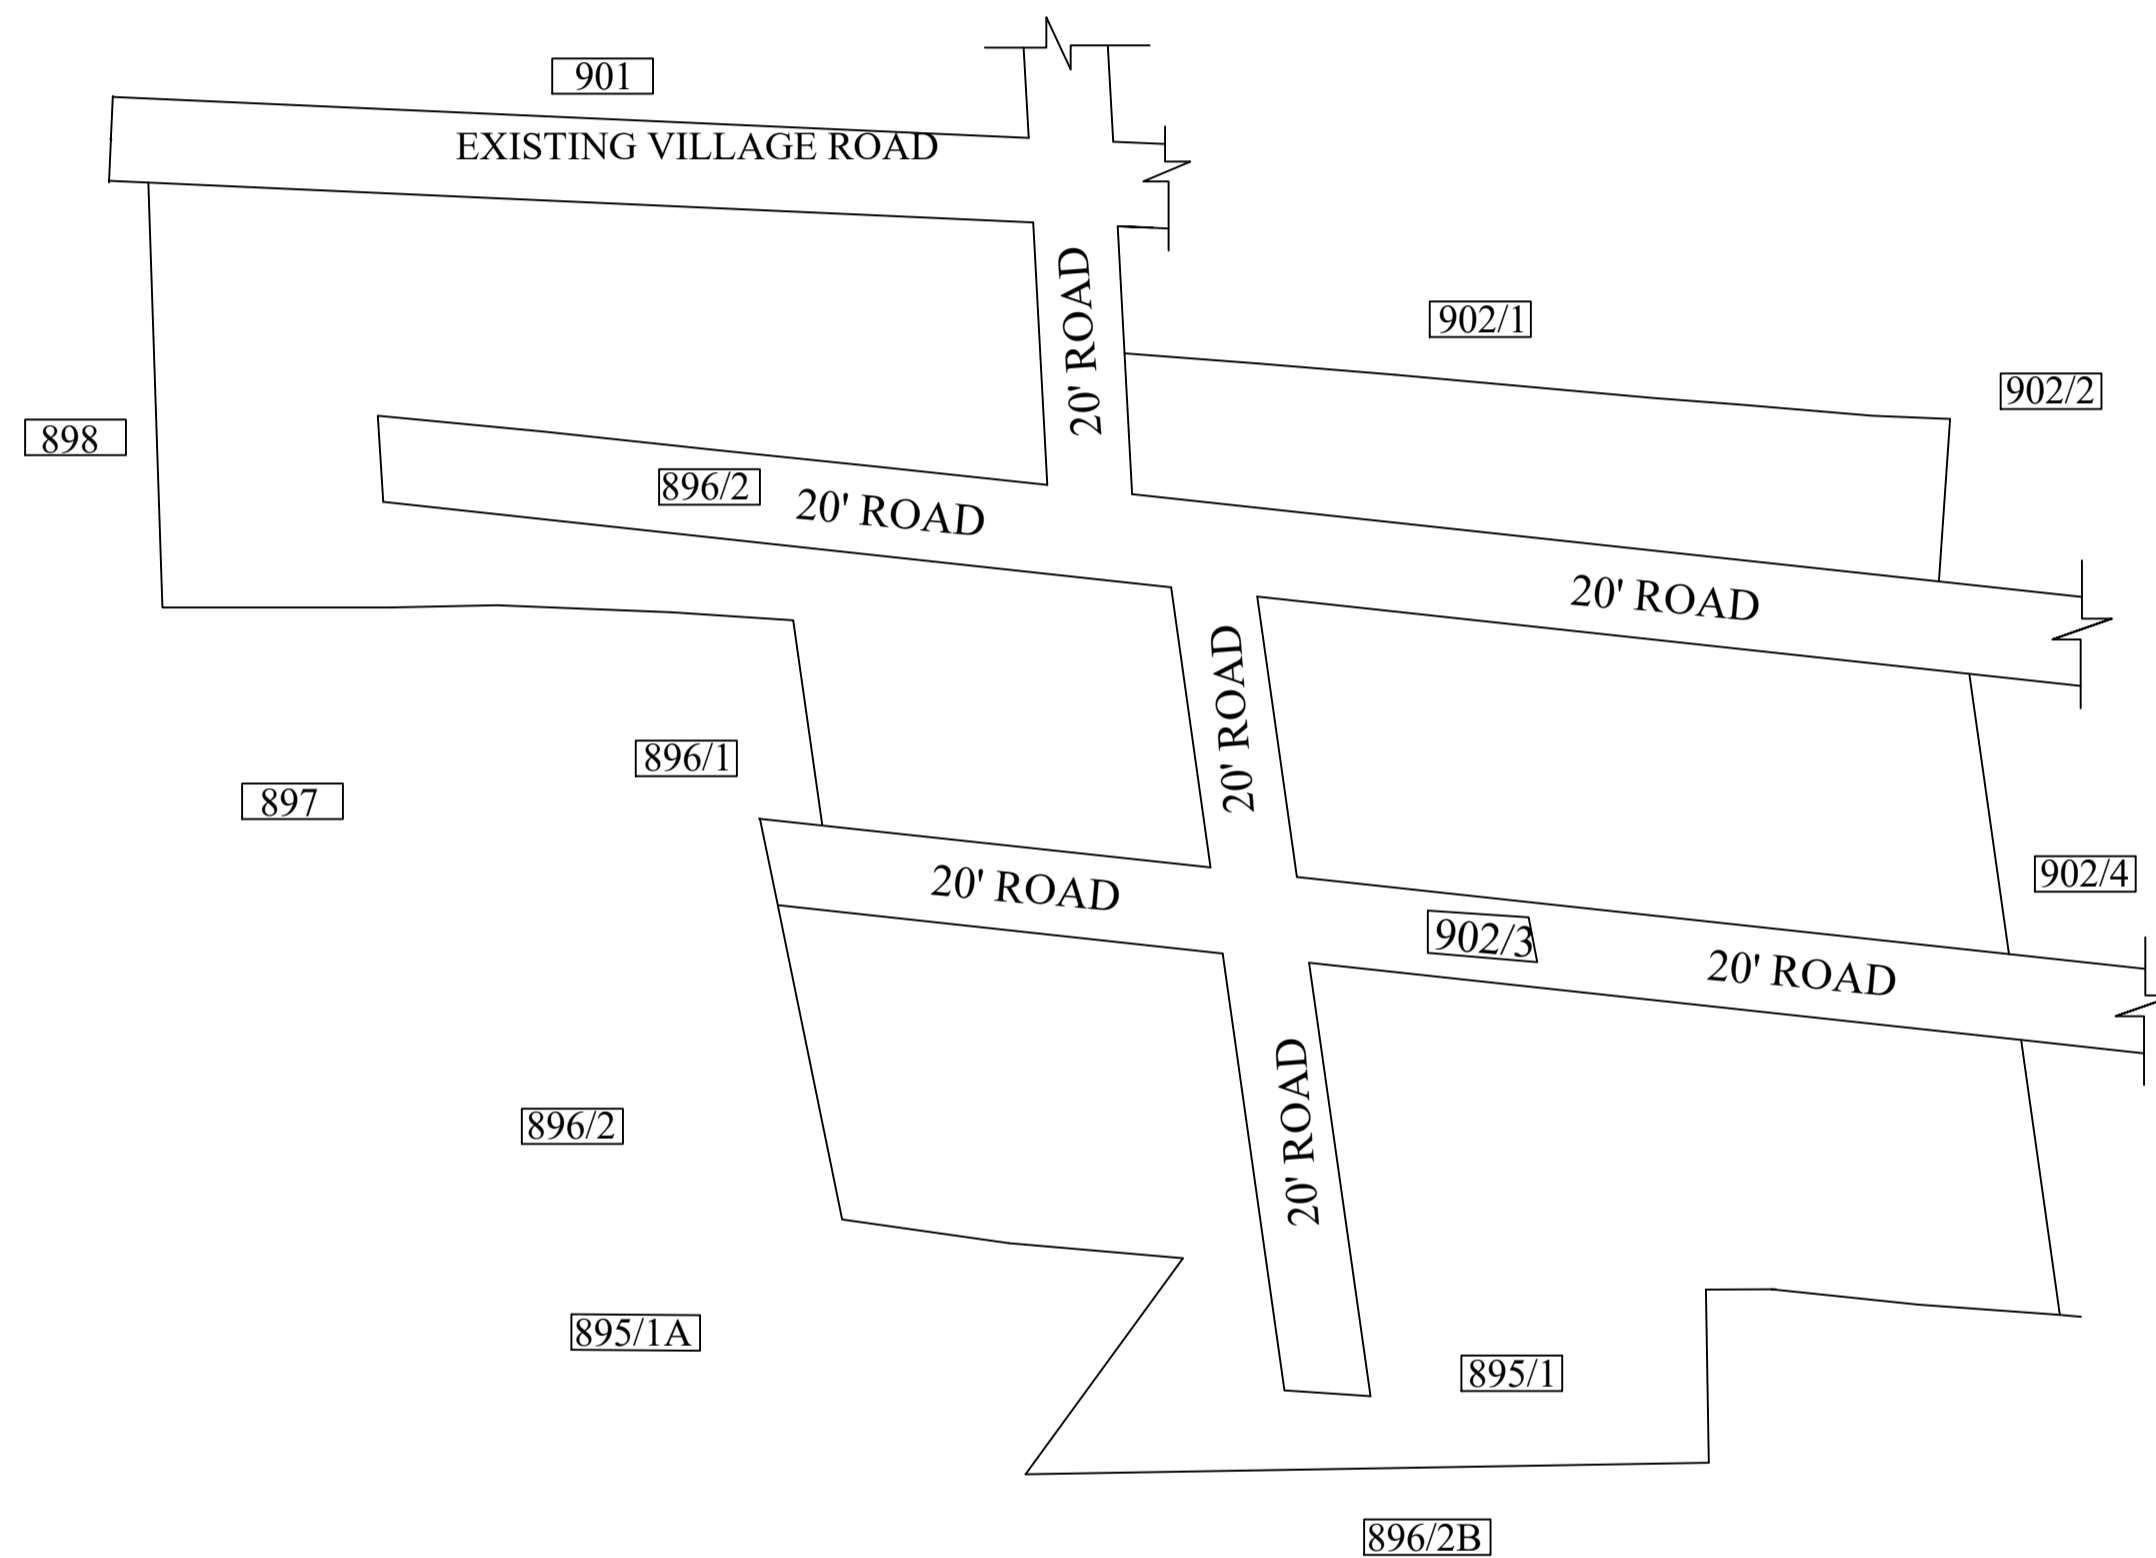 901
EXISTING VILLAGE ROAD
20' ROAD
902/1
902/2
898
896/2
20' ROAD
20' ROAD
20' ROAD
896/1
897
902/4
20' ROAD
902/3
20' ROAD
20' ROAD
896/2
895/1A
895/1
896/2B